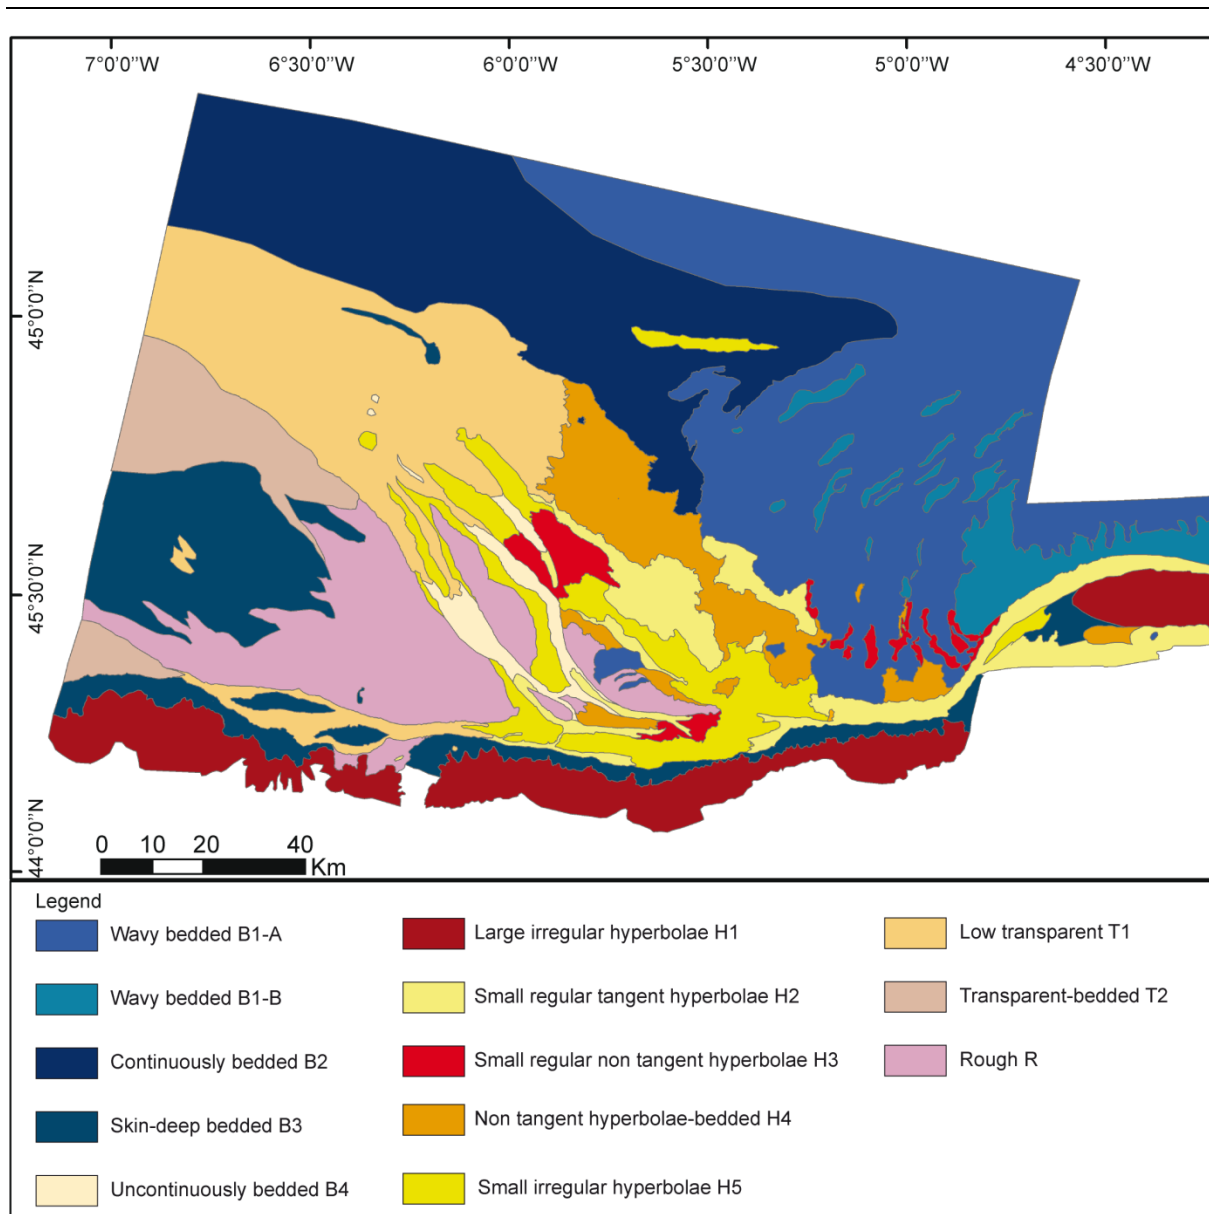 7°0'0''W 6°30'0''W 6°0'0''W 5°30'0''W 5°0'0''W 4°30'0''W
45°0'0''N
45°30'0''N
44°0'0''N
0 10 20 40
Km
Legend
Wavy bedded B1-A
Wavy bedded B1-B
Continuously bedded B2
Skin-deep bedded B3
Uncontinuously bedded B4
Large irregular hyperbolae H1
Small regular tangent hyperbolae H2
Small regular non tangent hyperbolae H3
Non tangent hyperbolae-bedded H4
Small irregular hyperbolae H5
Low transparent T1
Transparent-bedded T2
Rough R